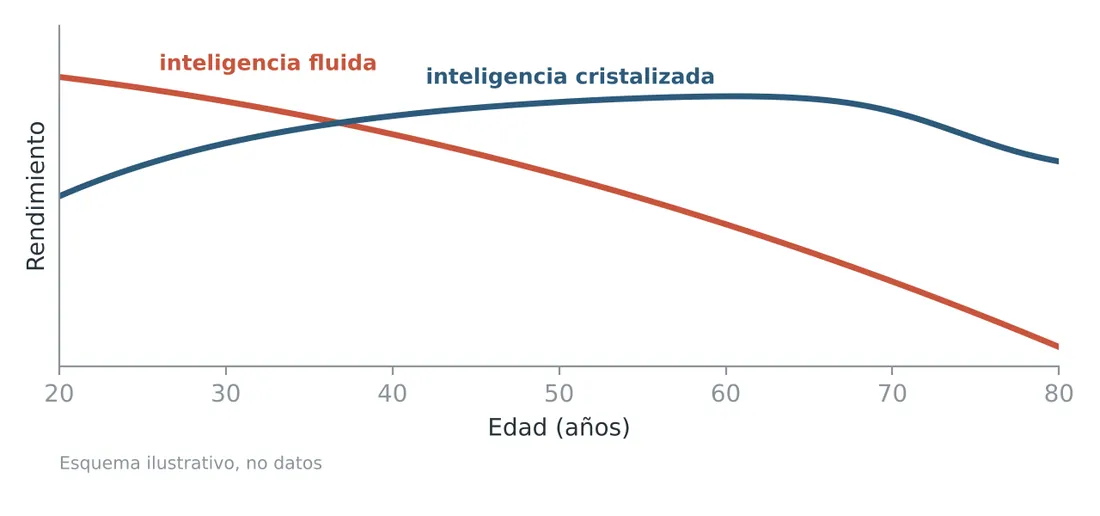 inteligencia fluida
inteligencia cristalizada
Rendimiento
20 30 40 50 60 70 80
Edad (años)
Esquema ilustrativo, no datos